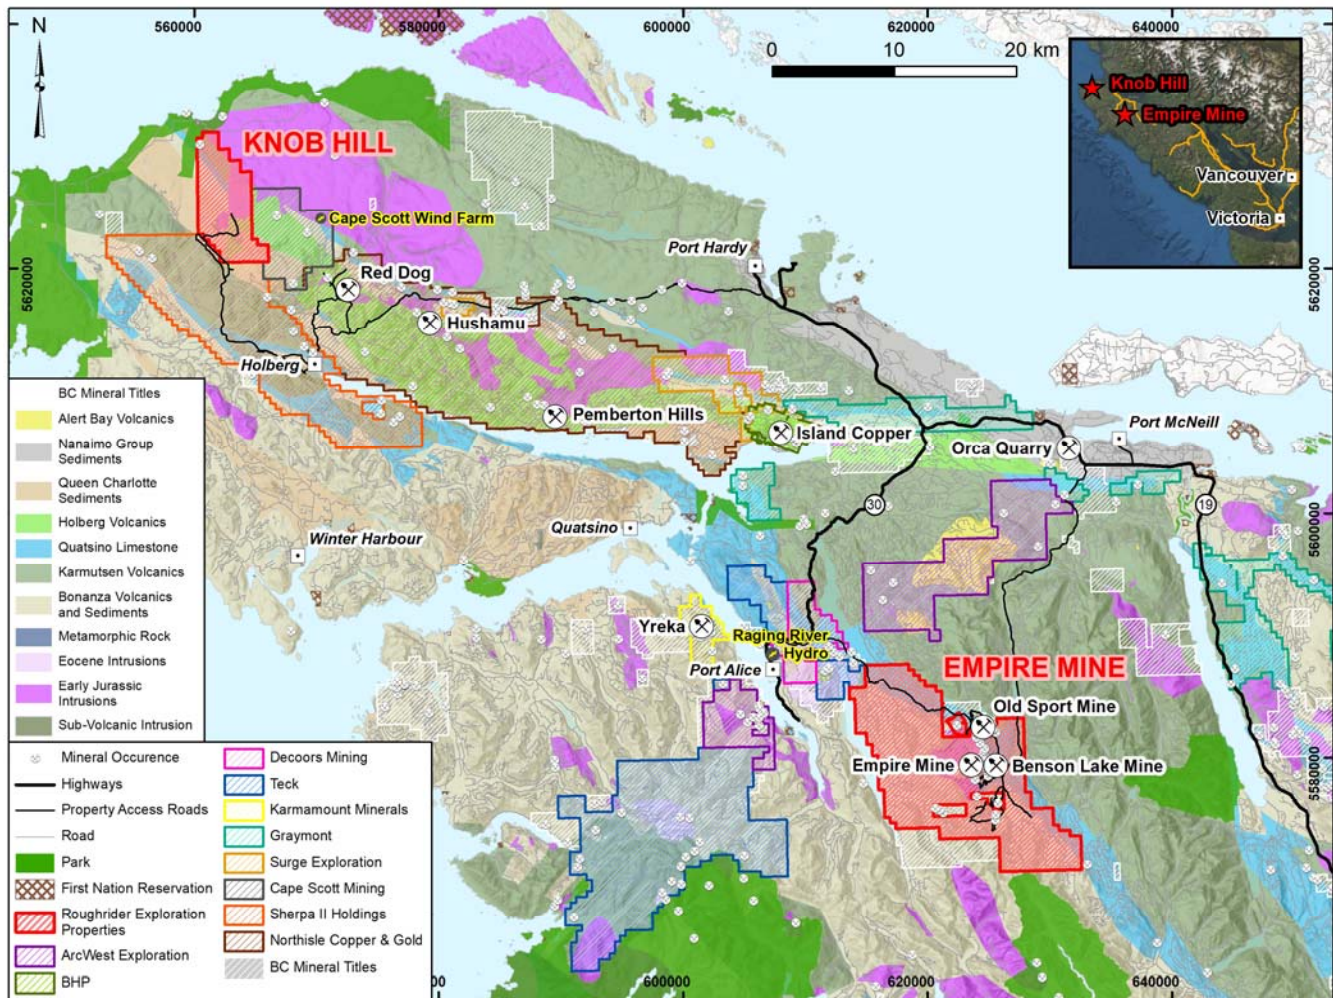 560000
580000
600000
620000
640000
N
0
10
20 km
Knob Hill
Empire Mine
Vancouver
Victoria
KNOB HILL
Cape Scott Wind Farm
Port Hardy
5620000
5620000
Red Dog
Hushamu
Holberg
Pemberton Hills
Island Copper
Orca Quarry
Port McNeill
30
19
Quatsino
Winter Harbour
5600000
Yreka
Raging River
Hydro
Port Alice
EMPIRE MINE
Old Sport Mine
Empire Mine
Benson Lake Mine
5580000
BC Mineral Titles
Alert Bay Volcanics
Nanaimo Group
Sediments
Queen Charlotte
Sediments
Holberg Volcanics
Quatsino Limestone
Karmutsen Volcanics
Bonanza Volcanics
and Sediments
Metamorphic Rock
Eocene Intrusions
Early Jurassic
Intrusions
Sub-Volcanic Intrusion
Mineral Occurence
Highways
Property Access Roads
Road
Park
First Nation Reservation
Roughrider Exploration
Properties
ArcWest Exploration
BHP
Decoors Mining
Teck
Karmamount Minerals
Graymont
Surge Exploration
Cape Scott Mining
Sherpa II Holdings
Northisle Copper & Gold
BC Mineral Titles
600000
620000
640000